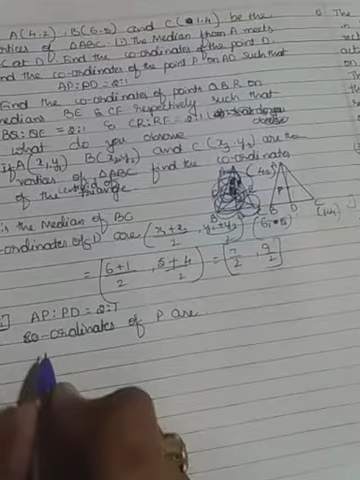 A(4,2), B(6,5) and C(1,4) be the
vertices of △ABC. (i) The Median from A meets
BC at D. Find the co-ordinates of the point D.
the co-ordinates of the point P on AD such that
AP:PD = 2:1
Find the co-ordinates of points Q & R on
medians BE & CF respectively such that
BQ:QE = 2:1 & CR:RF = 2:1
what do you observe
If A(x, y) B(x₂, y₂) and C(x₃, y₃) are the
vertices of △ABC find the co-ordinates
of the centroid of triangle
A (4,2)
P
B D C (1,4)
(6,5)
is the Median of BC
co-ordinates of D are (x₁+x₂/2, y₁+y₂/2)
= (6+1/2, 5+4/2) = (7/2, 9/2)
AP:PD = 2:1
co-ordinates of P are